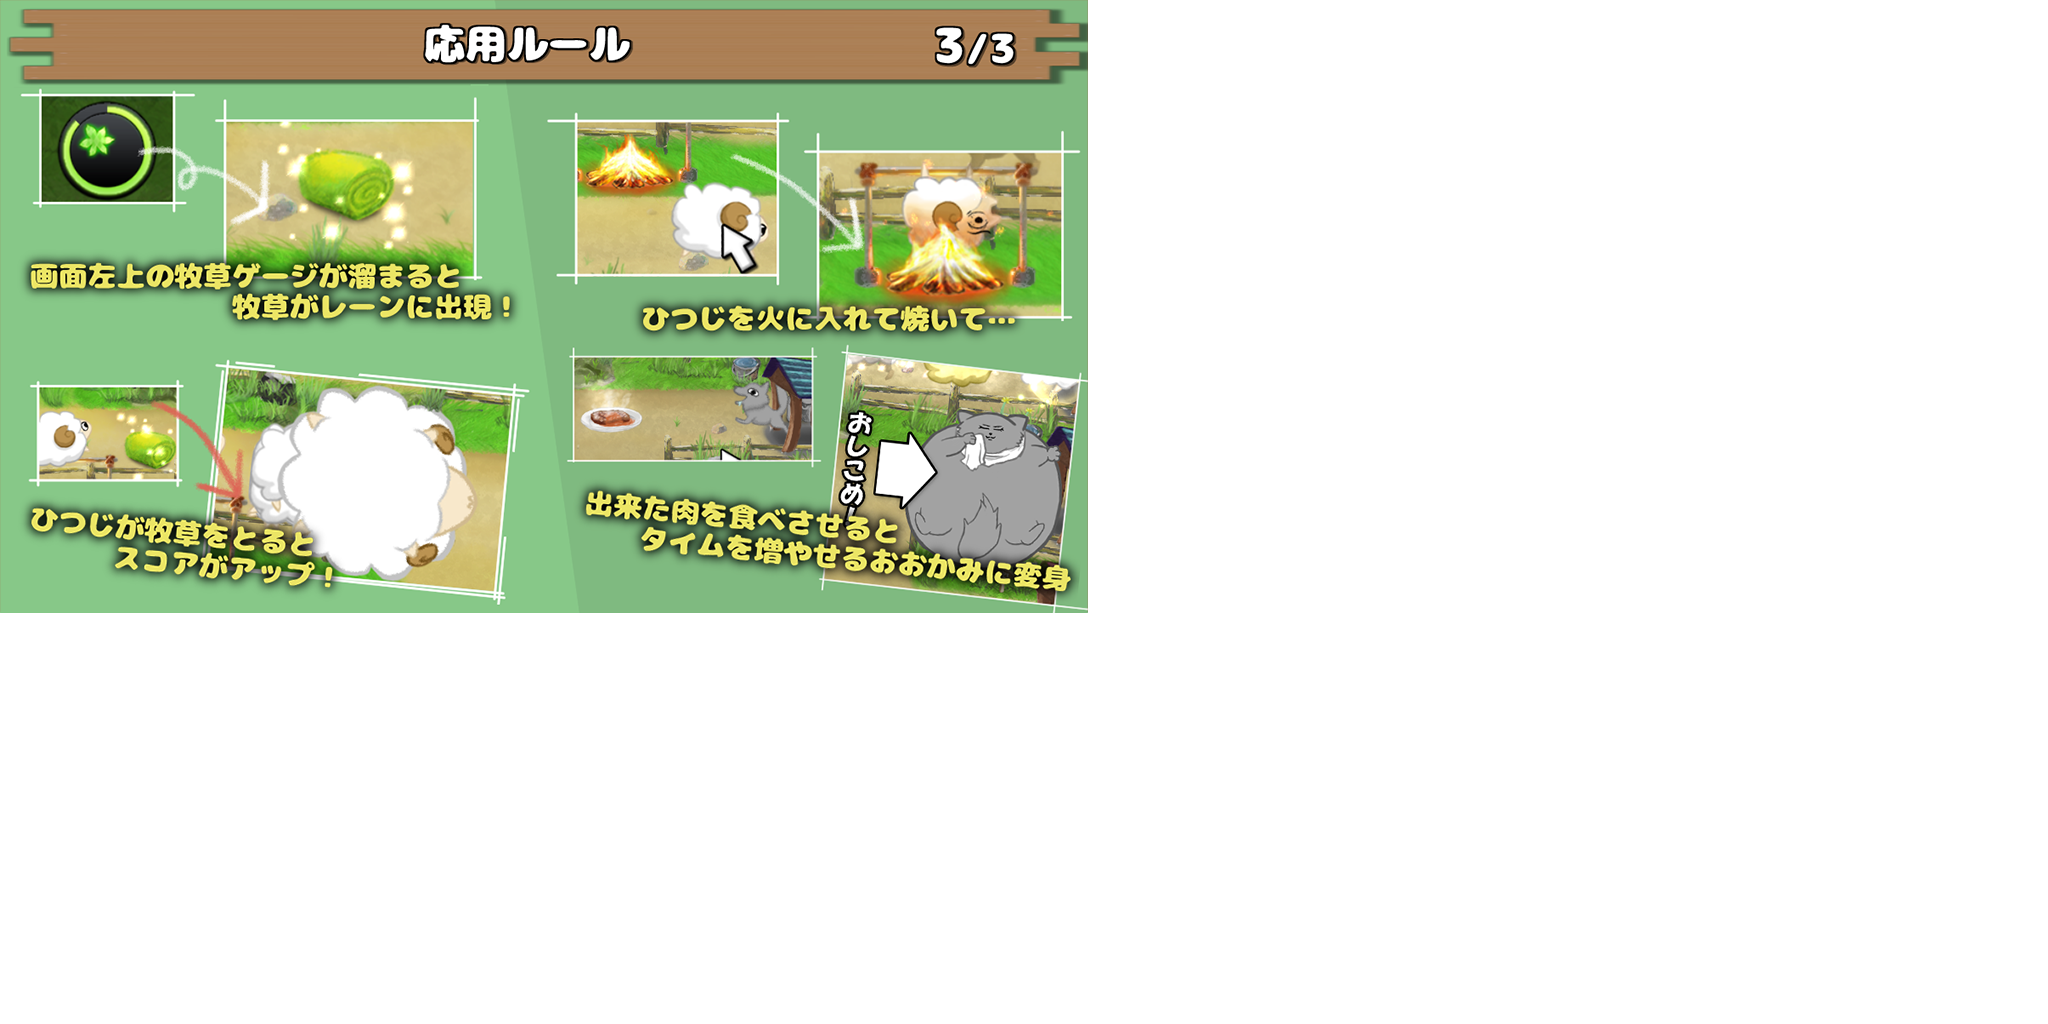 応用ルール
3/3
画面左上の牧草ゲージが溜まると
牧草がレーンに出現！
ひつじを火に入れて焼いて…
ひつじが牧草をとると
スコアがアップ！
おしこめ！
出来た肉を食べさせると
タイムを増やせるおおかみに変身